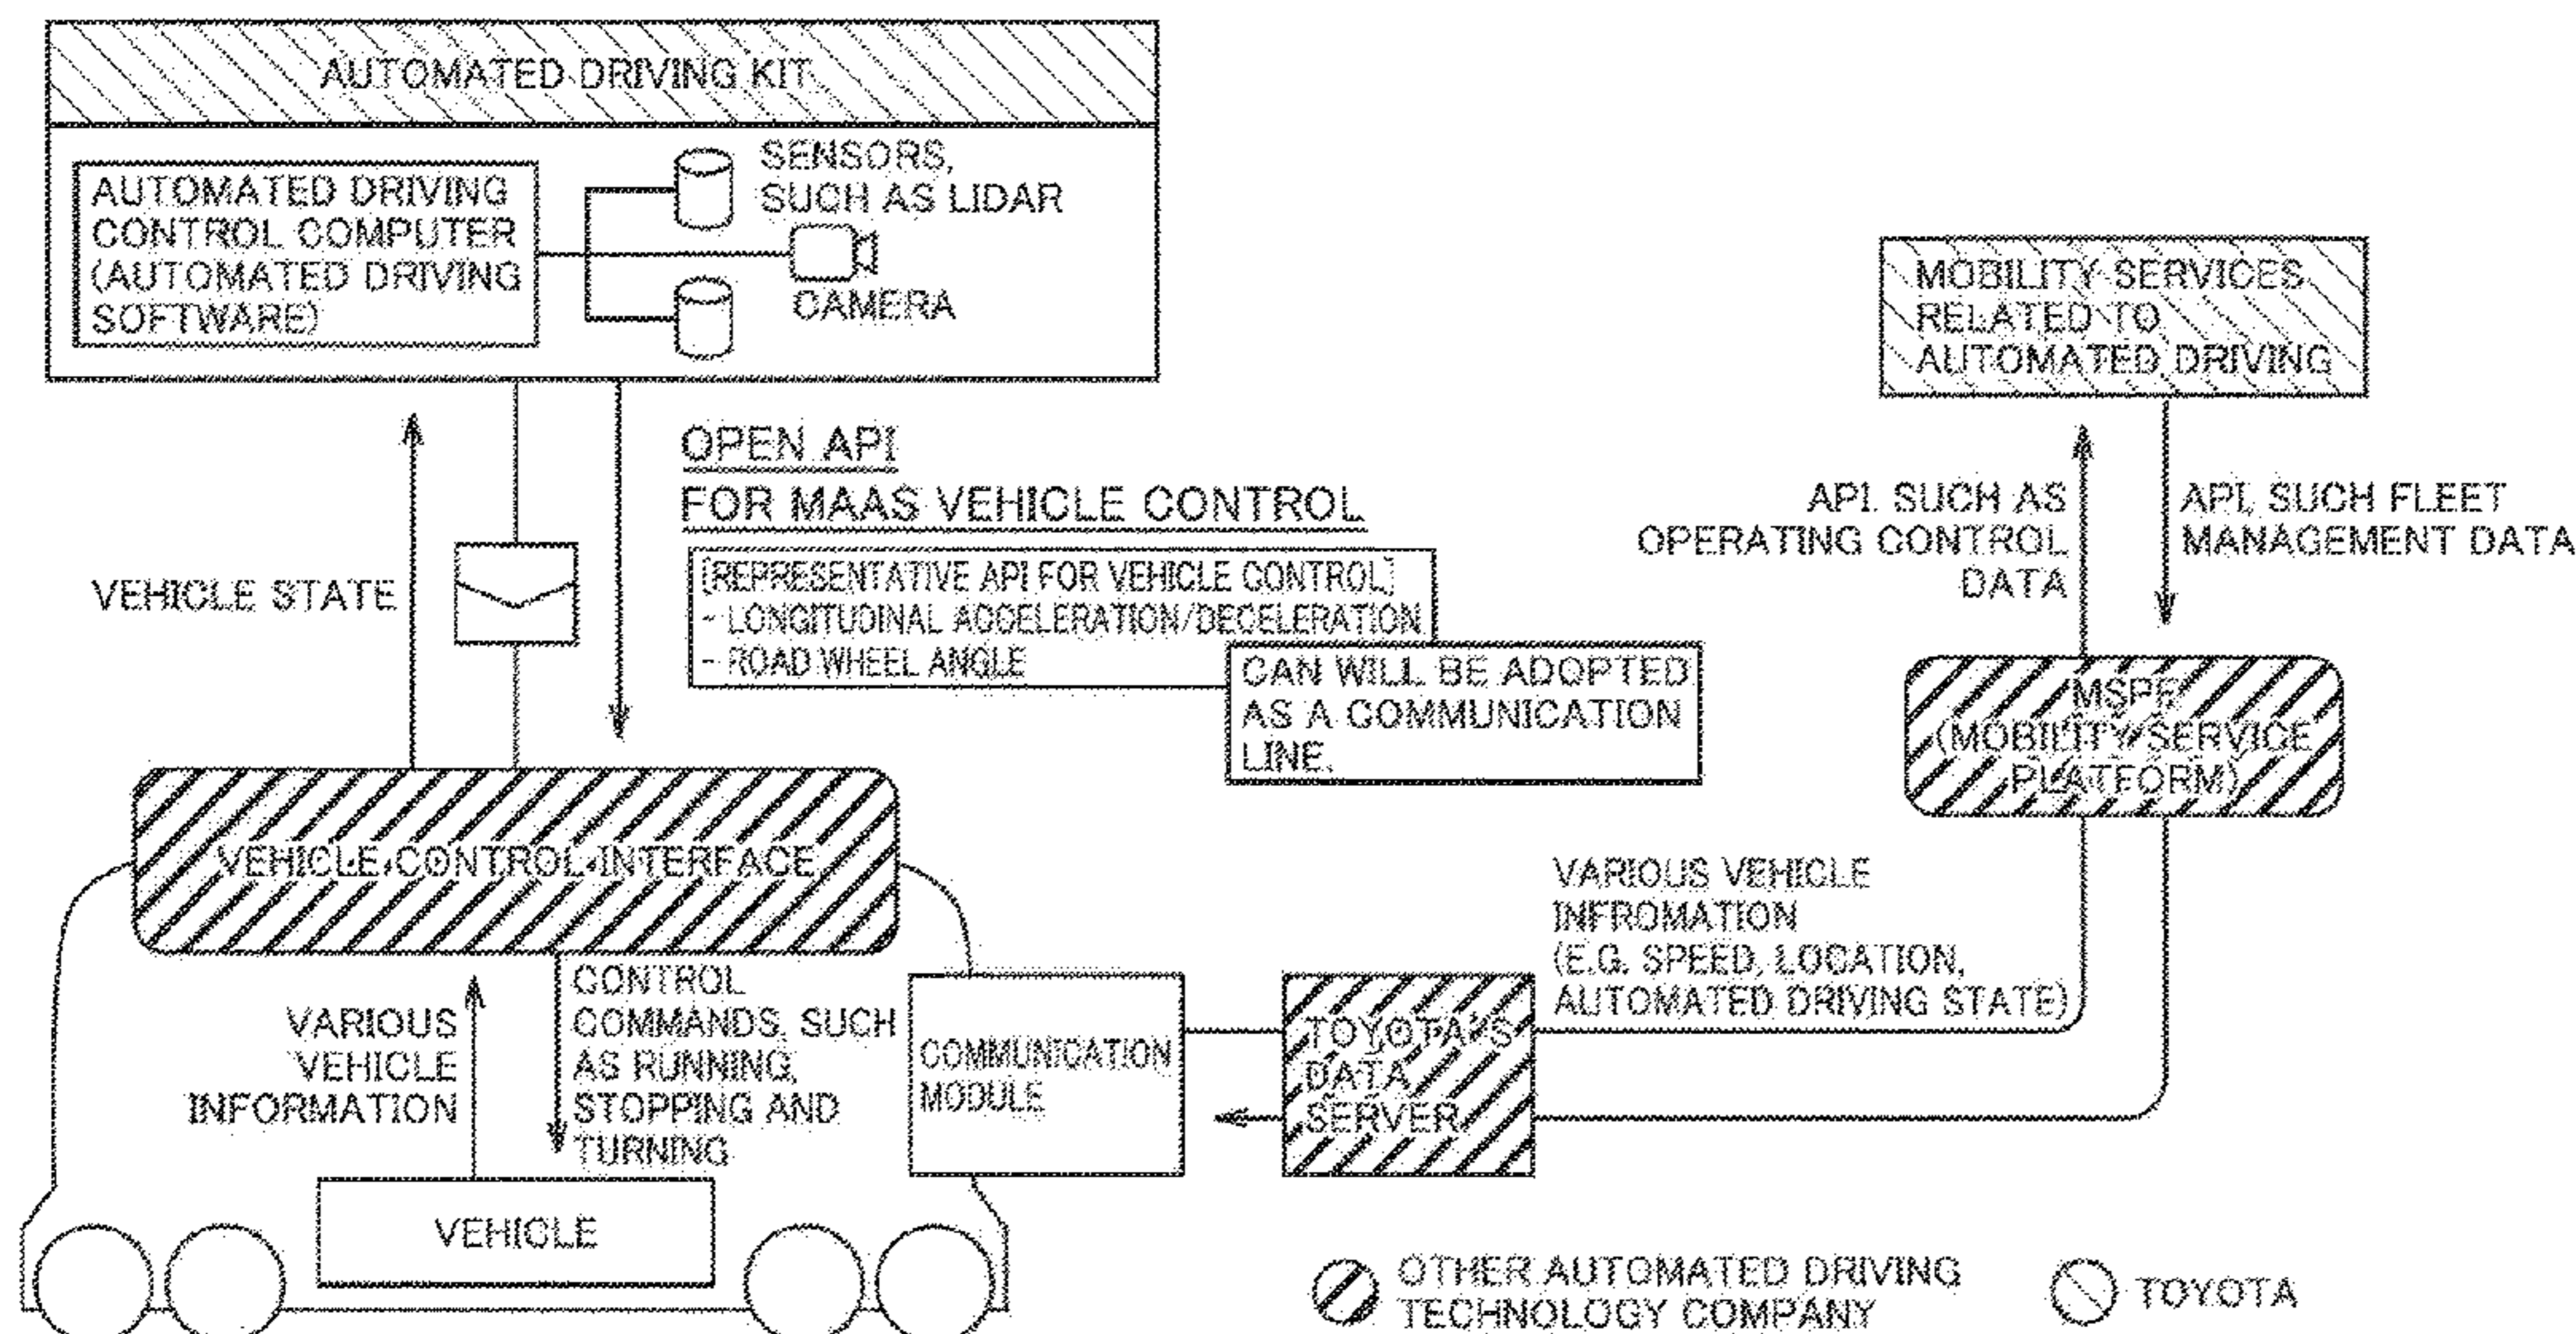 AUTOMATED DRIVING KIT
AUTOMATED DRIVING
CONTROL COMPUTER
(AUTOMATED DRIVING
SOFTWARE)
SENSORS,
SUCH AS LIDAR
CAMERA
MOBILITY SERVICES
RELATED TO
AUTOMATED DRIVING
VEHICLE STATE
OPEN API
FOR MAAS VEHICLE CONTROL
[REPRESENTATIVE API FOR VEHICLE CONTROL]
- LONGITUDINAL ACCELERATION/DECELERATION
- ROAD WHEEL ANGLE
CAN WILL BE ADOPTED
AS A COMMUNICATION
LINE.
API. SUCH AS
OPERATING CONTROL
DATA
API, SUCH FLEET
MANAGEMENT DATA
MSPF
(MOBILITY SERVICE
PLATFORM)
VEHICLE CONTROL INTERFACE
VARIOUS
VEHICLE
INFORMATION
CONTROL
COMMANDS, SUCH
AS RUNNING,
STOPPING AND
TURNING
VEHICLE
COMMUNICATION
MODULE
TOYOTA'S
DATA
SERVER
VARIOUS VEHICLE
INFROMATION
(E.G. SPEED, LOCATION,
AUTOMATED DRIVING STATE)
OTHER AUTOMATED DRIVING
TECHNOLOGY COMPANY
TOYOTA